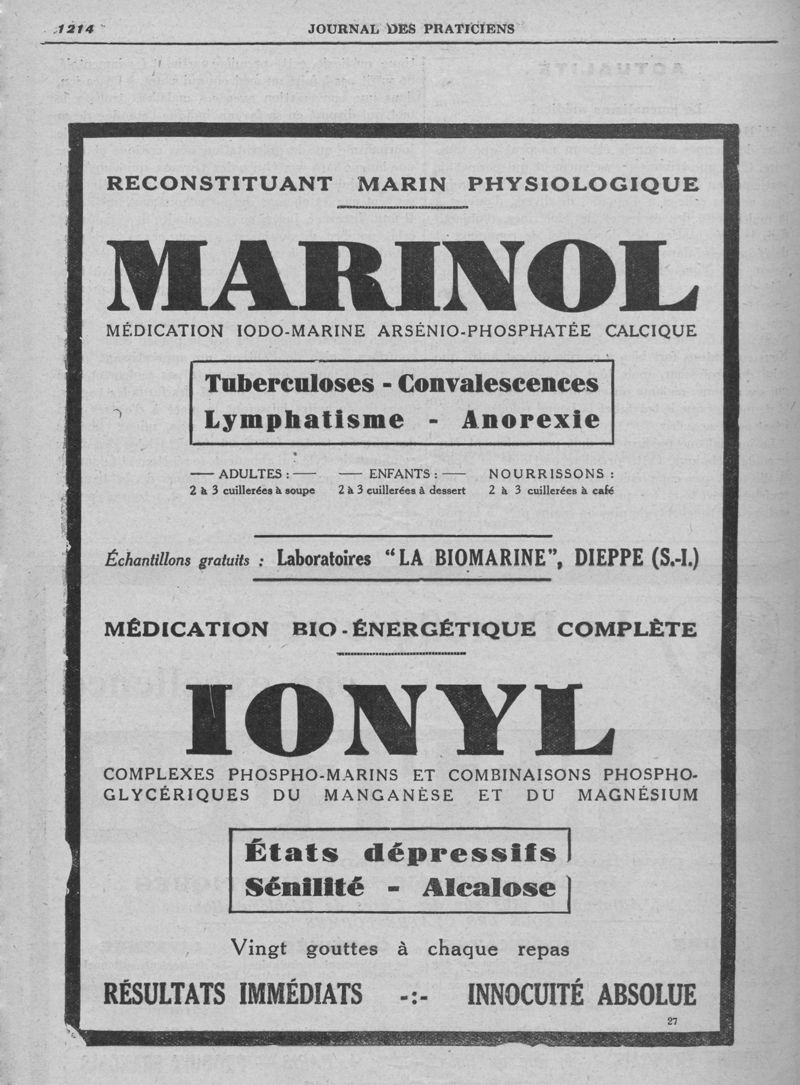 1214
JOURNAL DES PRATICIENS
RECONSTITUANT MARIN PHYSIOLOGIQUE
MARINOL
MÉDICATION IODO-MARINE ARSÉNIO-PHOSPHATÉE CALCIQUE
Tuberculoses - Convalescences
Lymphatisme - Anorexie
— ADULTES : — — ENFANTS : — NOURRISSONS :
2 à 3 cuillerées à soupe 2 à 3 cuillerées à dessert 2 à 3 cuillerées à café
Échantillons gratuits : Laboratoires “LA BIOMARINE”, DIEPPE (S.-I.)
MÉDICATION BIO-ÉNERGÉTIQUE COMPLÈTE
IONYL
COMPLEXES PHOSPHO-MARINS ET COMBINAISONS PHOSPHO-
GLYCÉRIQUES DU MANGANÈSE ET DU MAGNÉSIUM
États dépressifs
Sénilité - Alcalose
Vingt gouttes à chaque repas
RÉSULTATS IMMÉDIATS -:- INNOCUITÉ ABSOLUE
27